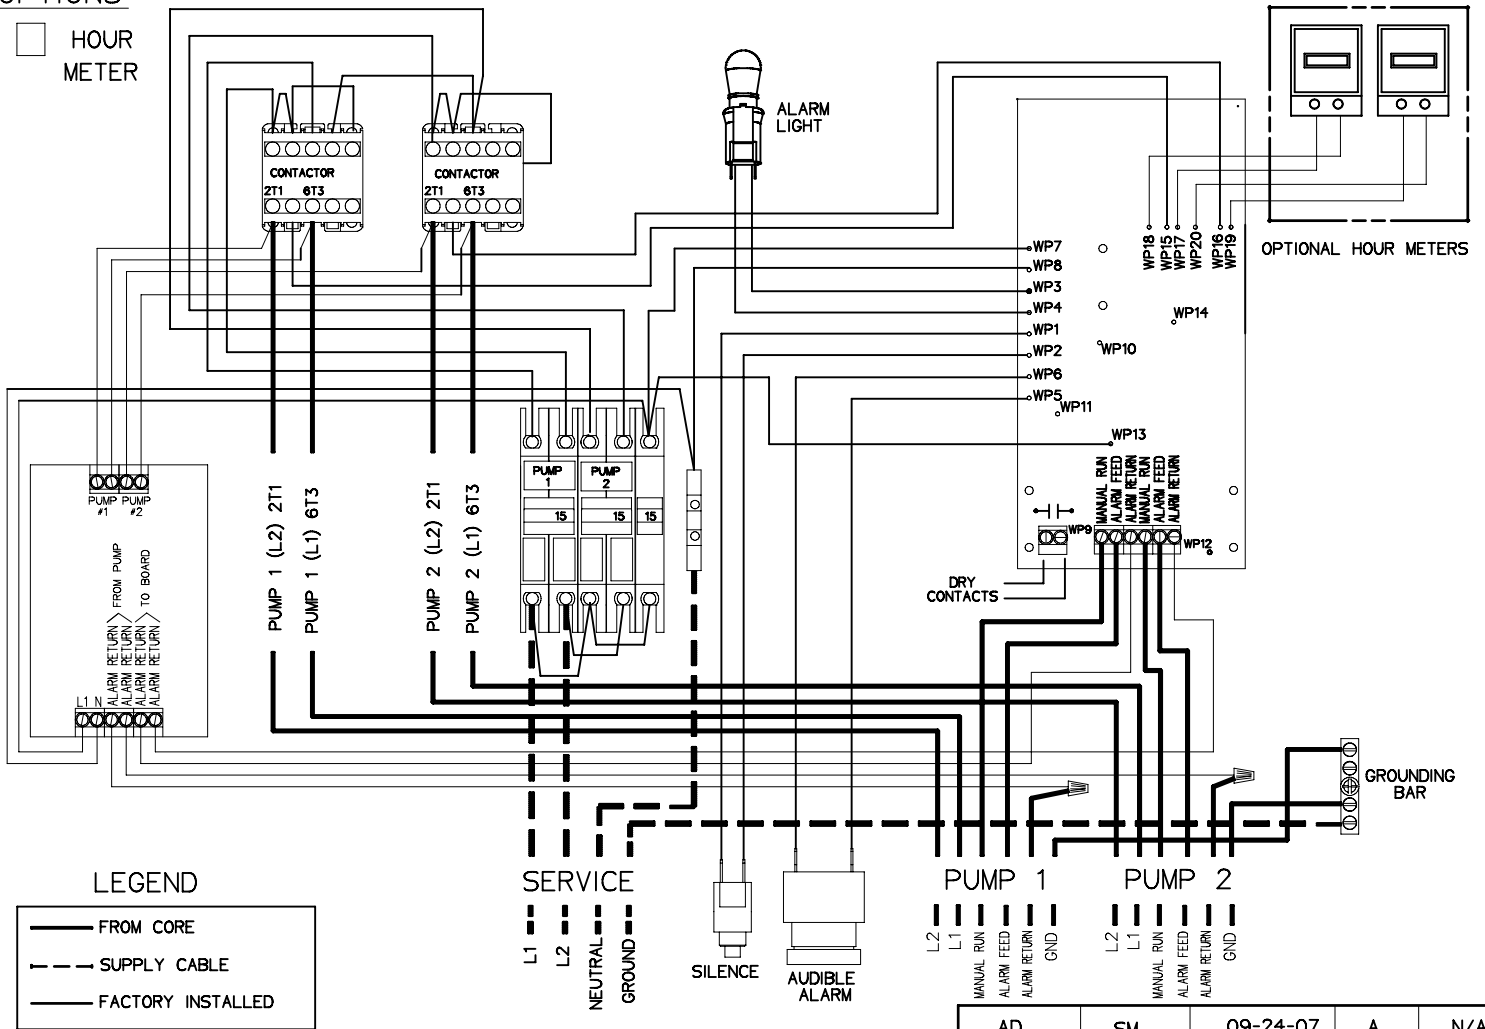 OPTIONS
HOUR
METER
ALARM
LIGHT
CONTACTOR
2T1 6T3
CONTACTOR
2T1 6T3
WP18
WP15
WP17
WP20
WP16
WP19
OPTIONAL HOUR METERS
WP7
WP8
WP3
WP4
WP1
WP2
WP6
WP5
WP14
WP10
WP11
WP13
MANUAL RUN
ALARM FEED
ALARM RETURN
MANUAL RUN
ALARM FEED
ALARM RETURN
WP9
WP12
DRY
CONTACTS
PUMP
1
PUMP
2
15
15
15
PUMP
#1
PUMP
#2
FROM PUMP
TO BOARD
L1
N
ALARM RETURN
ALARM RETURN
ALARM RETURN
ALARM RETURN
PUMP 1 (L2) 2T1
PUMP 1 (L1) 6T3
PUMP 2 (L2) 2T1
PUMP 2 (L1) 6T3
GROUNDING
BAR
LEGEND
FROM CORE
SUPPLY CABLE
FACTORY INSTALLED
SERVICE
L1
L2
NEUTRAL
GROUND
SILENCE
AUDIBLE
ALARM
PUMP 1
L2
L1
MANUAL RUN
ALARM FEED
ALARM RETURN
GND
PUMP 2
L2
L1
MANUAL RUN
ALARM FEED
ALARM RETURN
GND
AD SM 09-24-07 A N/A